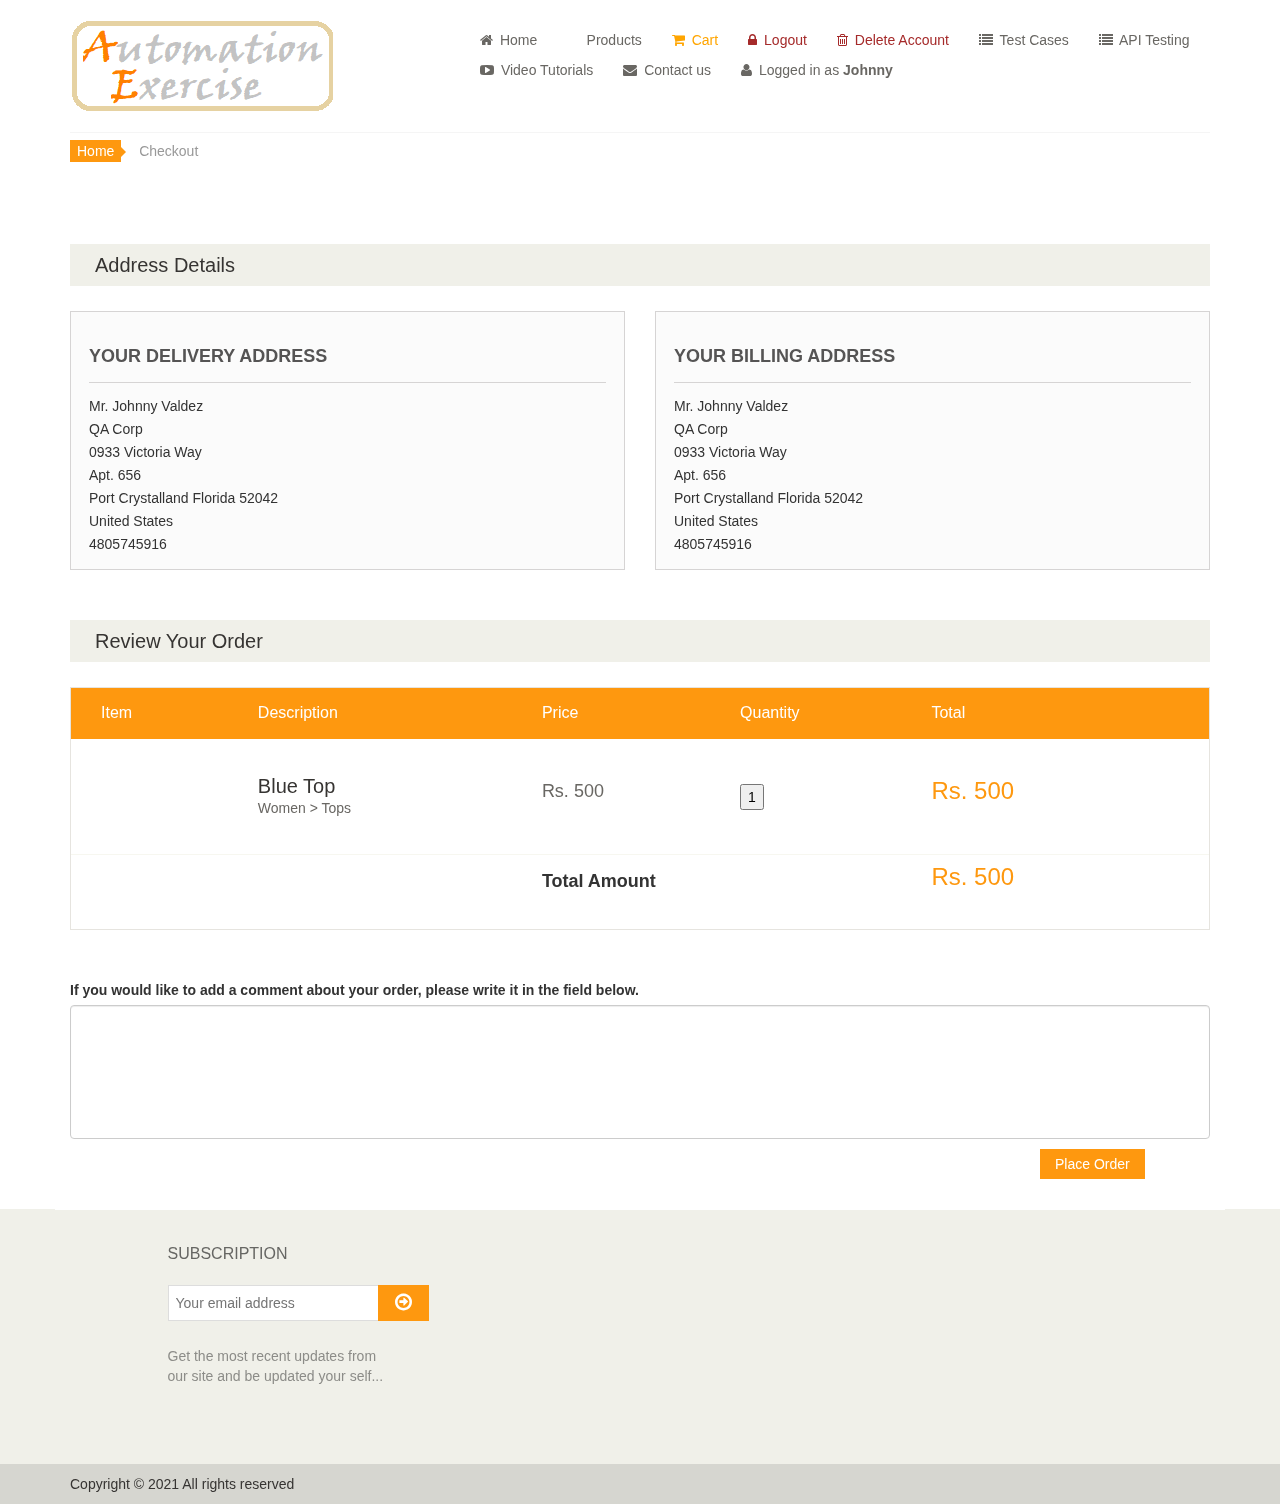 Automation
Exercise
Home Products Cart Logout Delete Account Test Cases API Testing
Video Tutorials Contact us Logged in as Johnny
Home Checkout
Address Details
YOUR DELIVERY ADDRESS
Mr. Johnny Valdez
QA Corp
0933 Victoria Way
Apt. 656
Port Crystalland Florida 52042
United States
4805745916
YOUR BILLING ADDRESS
Mr. Johnny Valdez
QA Corp
0933 Victoria Way
Apt. 656
Port Crystalland Florida 52042
United States
4805745916
Review Your Order
Item Description Price Quantity Total
Blue Top Rs. 500 1 Rs. 500
Women > Tops
Total Amount Rs. 500
If you would like to add a comment about your order, please write it in the field below.
Place Order
SUBSCRIPTION
Your email address
Get the most recent updates from
our site and be updated your self...
Copyright © 2021 All rights reserved